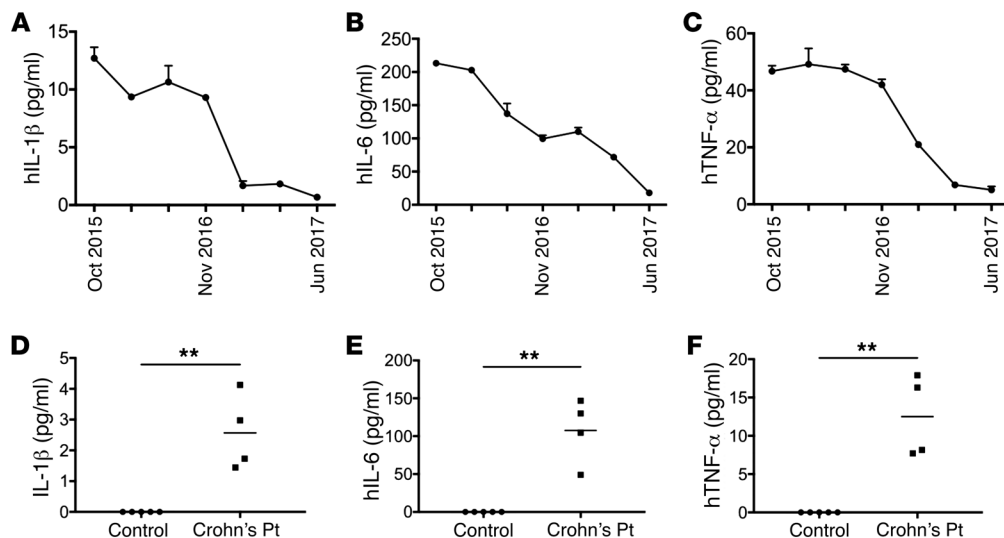 A
hIL-1β (pg/ml)
15
10
5
0
Oct 2015
Nov 2016
Jun 2017
B
hIL-6 (pg/ml)
250
200
150
100
50
0
Oct 2015
Nov 2016
Jun 2017
C
hTNF-α (pg/ml)
60
40
20
0
Oct 2015
Nov 2016
Jun 2017
D
IL-1β (pg/ml)
5
4
3
2
1
0
**
Control
Crohn's Pt
E
hIL-6 (pg/ml)
200
150
100
50
0
**
Control
Crohn's Pt
F
hTNF-α (pg/ml)
20
15
10
5
0
**
Control
Crohn's Pt